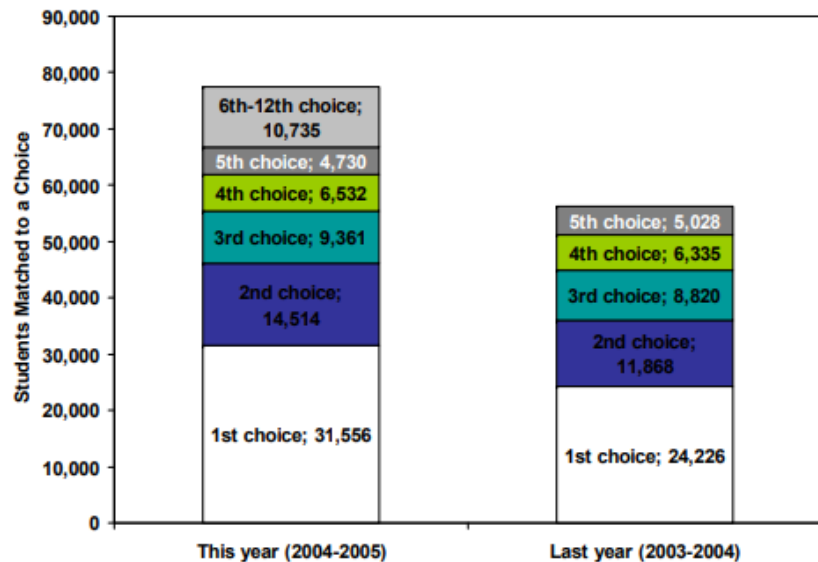 90,000
80,000
70,000
60,000
50,000
40,000
30,000
20,000
10,000
0
Students Matched to a Choice
6th-12th choice;
10,735
5th choice; 4,730
4th choice; 6,532
3rd choice; 9,361
2nd choice;
14,514
1st choice; 31,556
5th choice; 5,028
4th choice; 6,335
3rd choice; 8,820
2nd choice;
11,868
1st choice; 24,226
This year (2004-2005)
Last year (2003-2004)